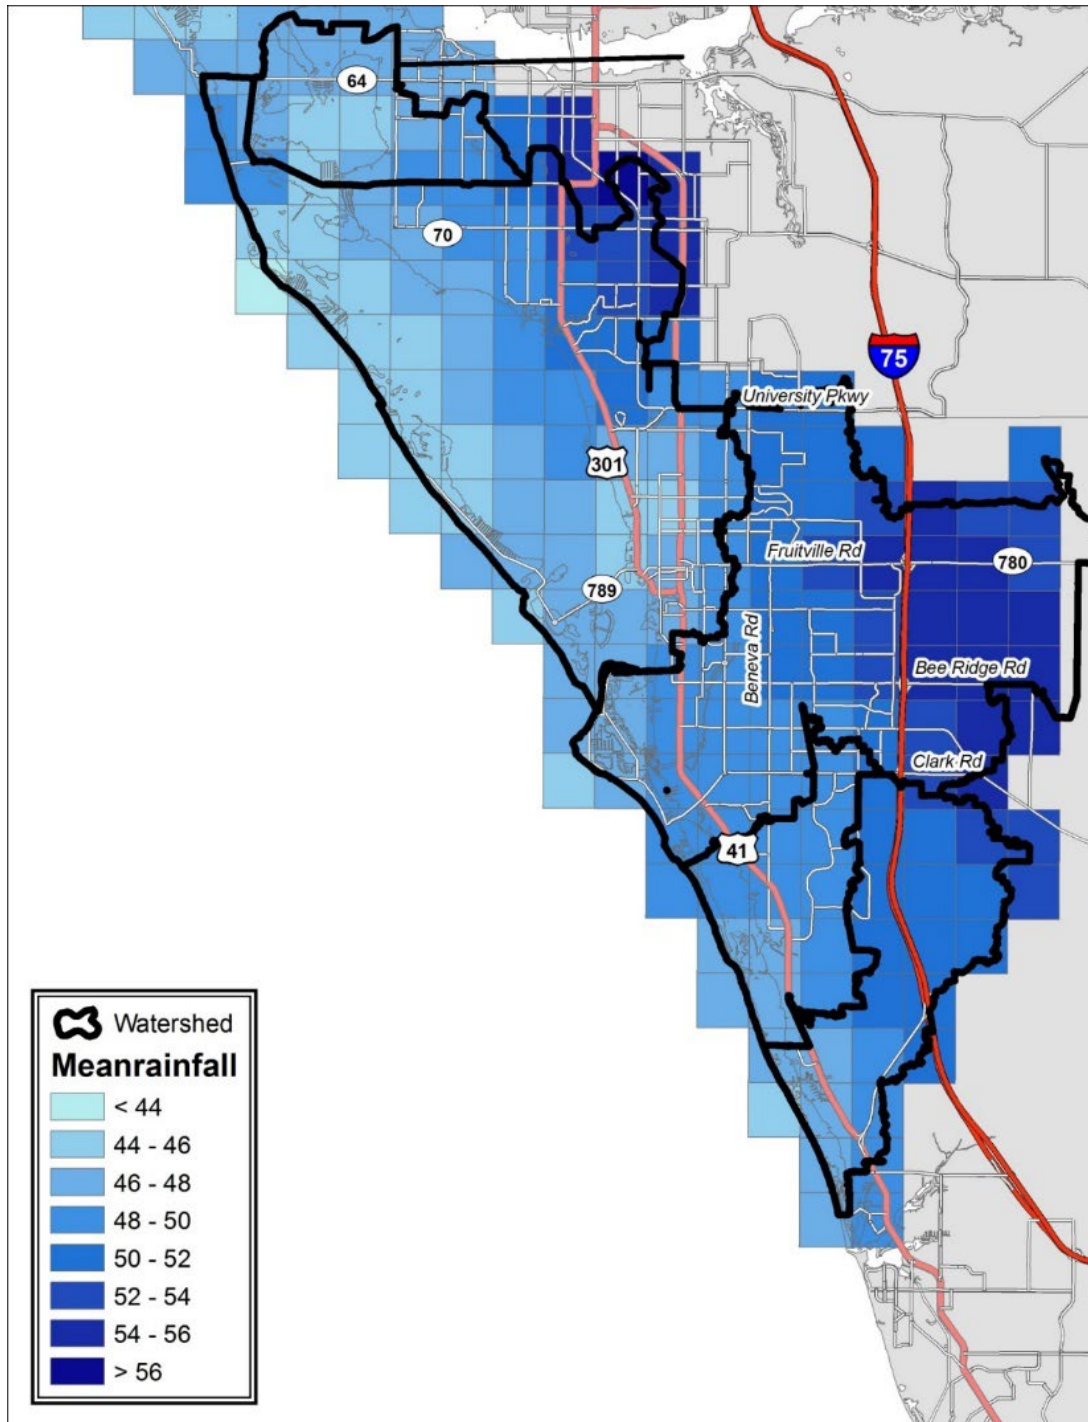 64
70
75
University Pkwy
301
Fruitville Rd
780
789
Beneva Rd
Bee Ridge Rd
Clark Rd
41
Watershed
Meanrainfall
< 44
44 - 46
46 - 48
48 - 50
50 - 52
52 - 54
54 - 56
> 56